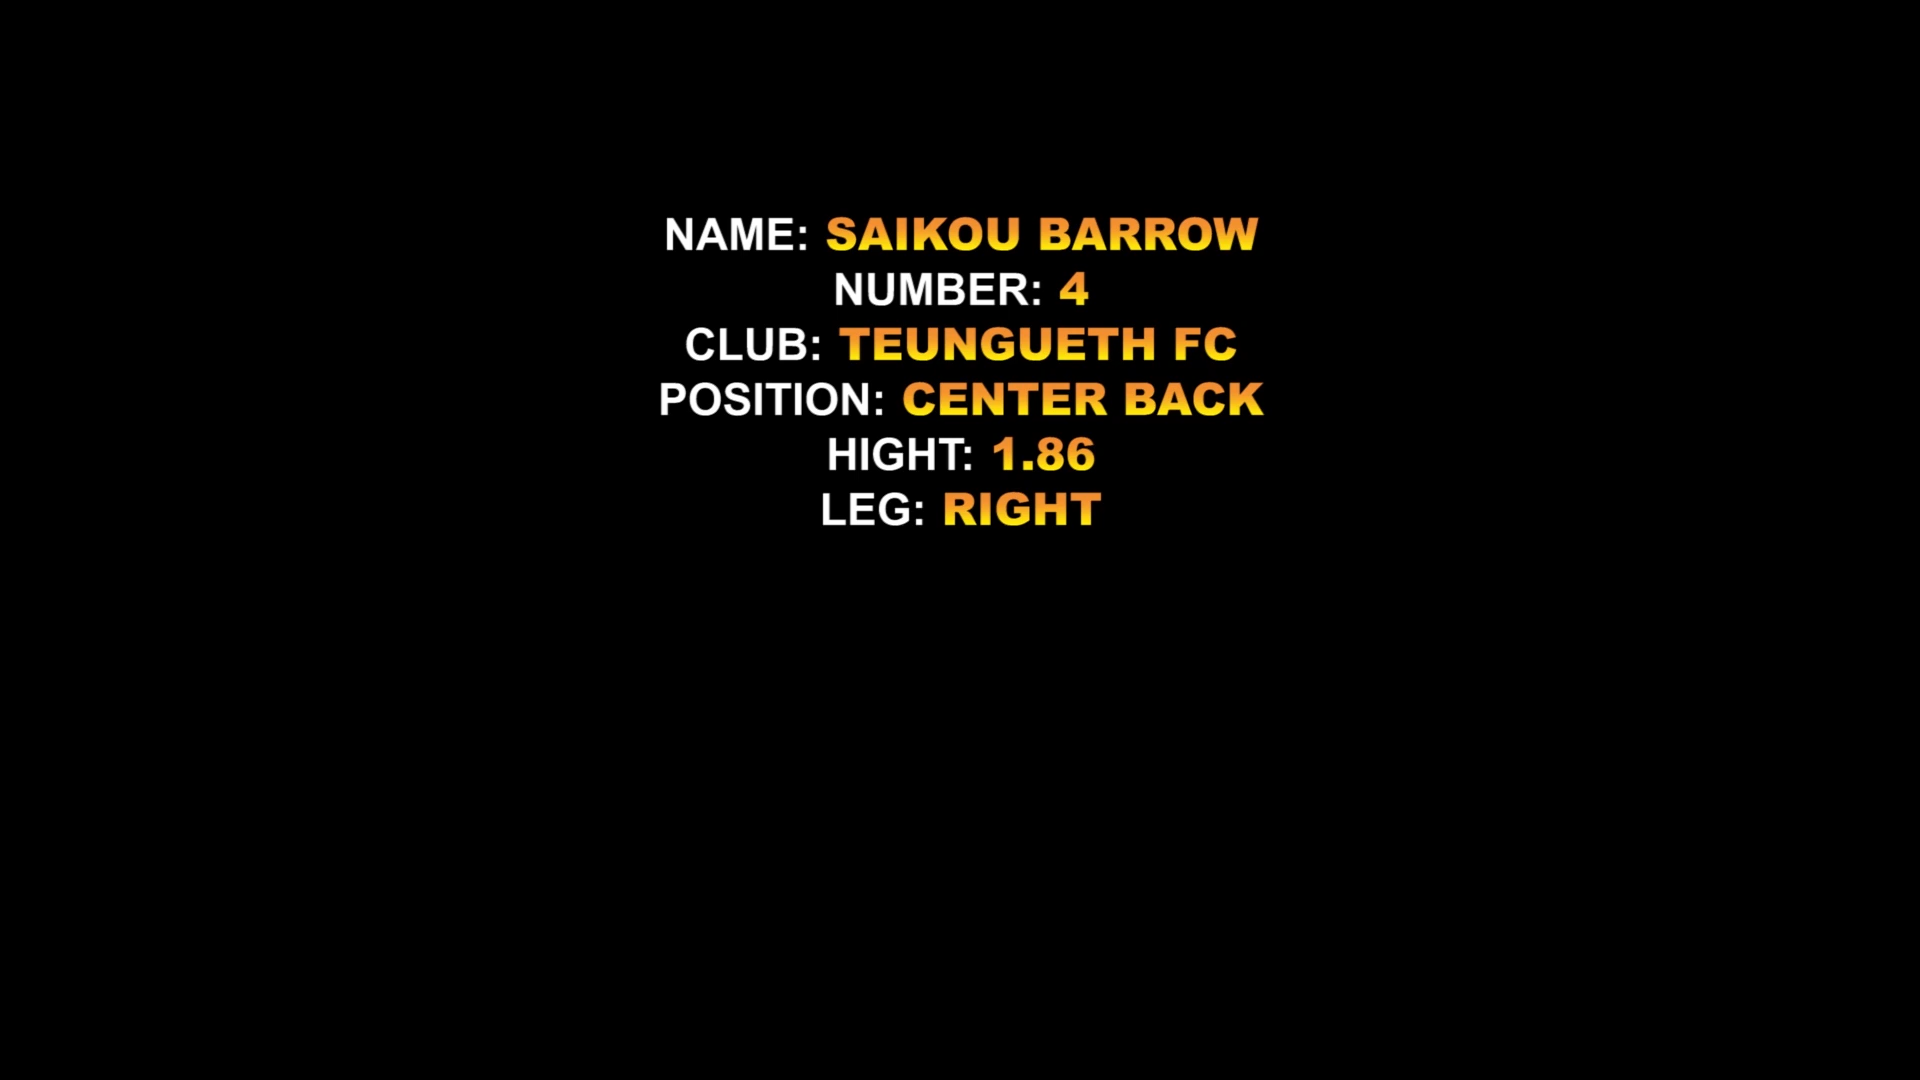 NAME: SAIKOU BARROW
NUMBER: 4
CLUB: TEUNGUETH FC
POSITION: CENTER BACK
HIGHT: 1.86
LEG: RIGHT